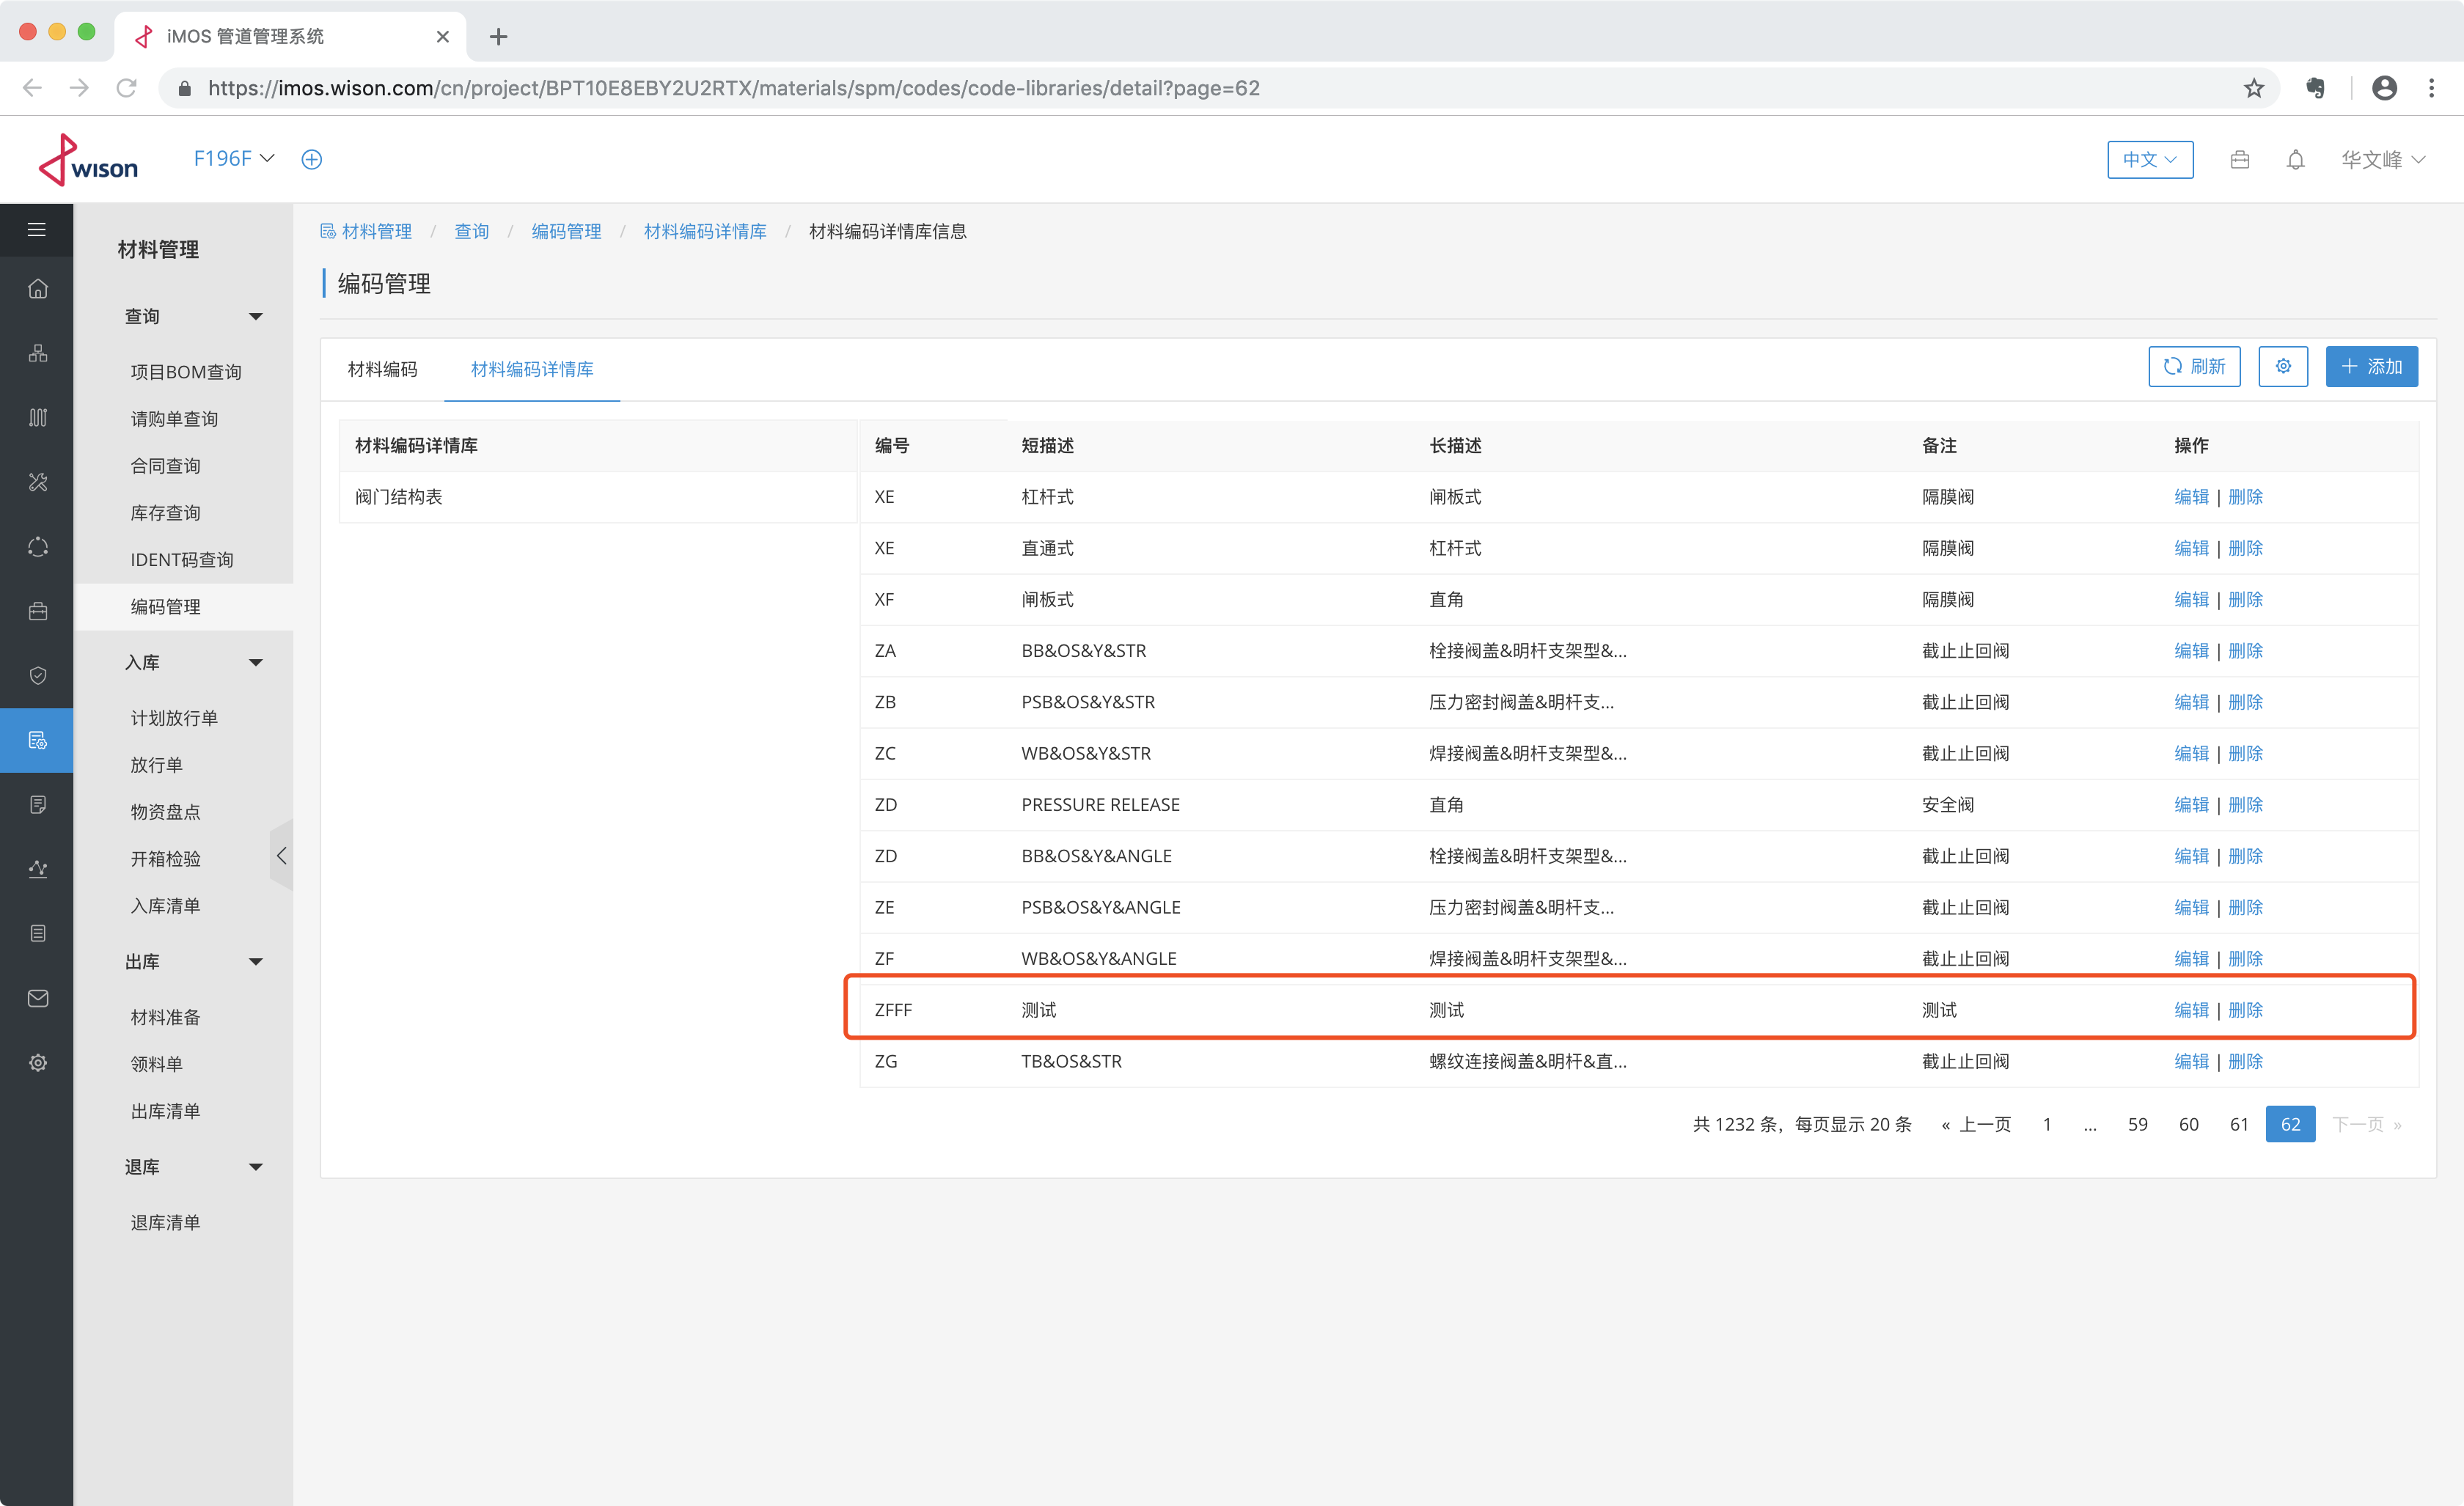 iMOS 管道管理系统
https://imos.wison.com/cn/project/BPT10E8EBY2U2RTX/materials/spm/codes/code-libraries/detail?page=62
wison
F196F
中文
华文峰
材料管理
查询
项目BOM查询
请购单查询
合同查询
库存查询
IDENT码查询
编码管理
入库
计划放行单
放行单
物资盘点
开箱检验
入库清单
出库
材料准备
领料单
出库清单
退库
退库清单
材料管理 / 查询 / 编码管理 / 材料编码详情库 / 材料编码详情库信息
编码管理
材料编码 材料编码详情库
刷新 添加
材料编码详情库
阀门结构表
编号 短描述 长描述 备注 操作
XE 杠杆式 闸板式 隔膜阀 编辑 | 删除
XE 直通式 杠杆式 隔膜阀 编辑 | 删除
XF 闸板式 直角 隔膜阀 编辑 | 删除
ZA BB&OS&Y&STR 栓接阀盖&明杆支架型&... 截止止回阀 编辑 | 删除
ZB PSB&OS&Y&STR 压力密封阀盖&明杆支... 截止止回阀 编辑 | 删除
ZC WB&OS&Y&STR 焊接阀盖&明杆支架型&... 截止止回阀 编辑 | 删除
ZD PRESSURE RELEASE 直角 安全阀 编辑 | 删除
ZD BB&OS&Y&ANGLE 栓接阀盖&明杆支架型&... 截止止回阀 编辑 | 删除
ZE PSB&OS&Y&ANGLE 压力密封阀盖&明杆支... 截止止回阀 编辑 | 删除
ZF WB&OS&Y&ANGLE 焊接阀盖&明杆支架型&... 截止止回阀 编辑 | 删除
ZFFF 测试 测试 测试 编辑 | 删除
ZG TB&OS&STR 螺纹连接阀盖&明杆&直... 截止止回阀 编辑 | 删除
共 1232 条，每页显示 20 条 « 上一页 1 ... 59 60 61 62 下一页 »